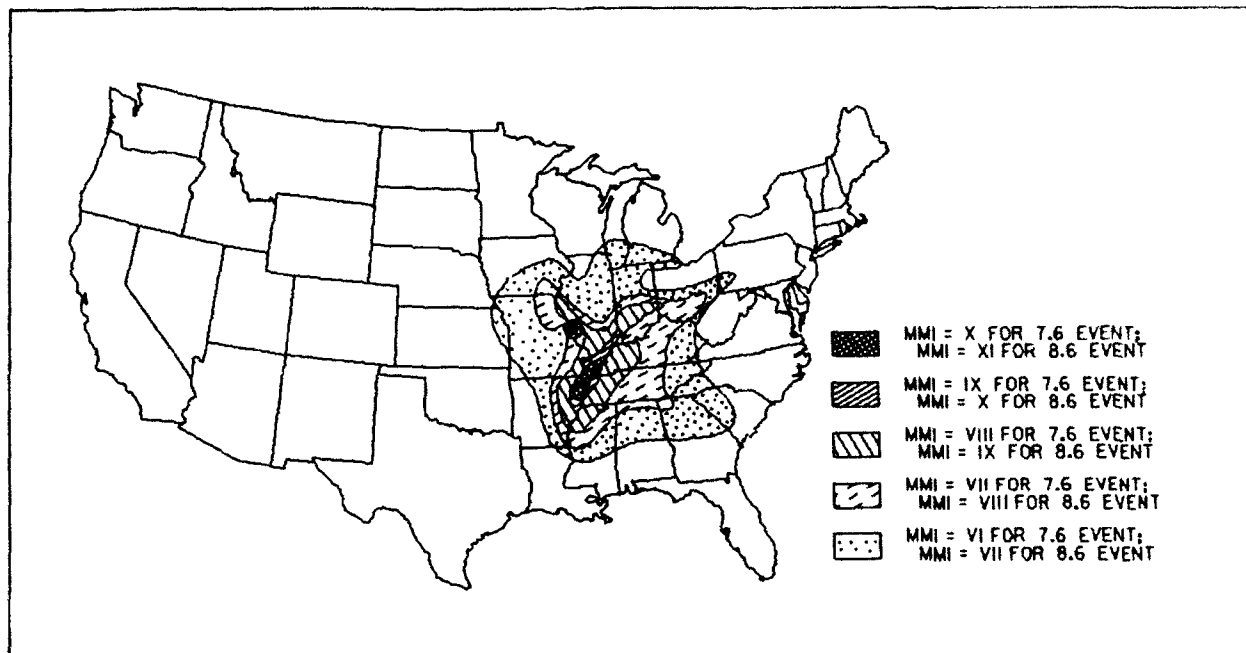 MMI = X FOR 7.6 EVENT;
MMI = XI FOR 8.6 EVENT
MMI = IX FOR 7.6 EVENT;
MMI = X FOR 8.6 EVENT
MMI = VIII FOR 7.6 EVENT;
MMI = IX FOR 8.6 EVENT
MMI = VII FOR 7.6 EVENT;
MMI = VIII FOR 8.6 EVENT
MMI = VI FOR 7.6 EVENT;
MMI = VII FOR 8.6 EVENT